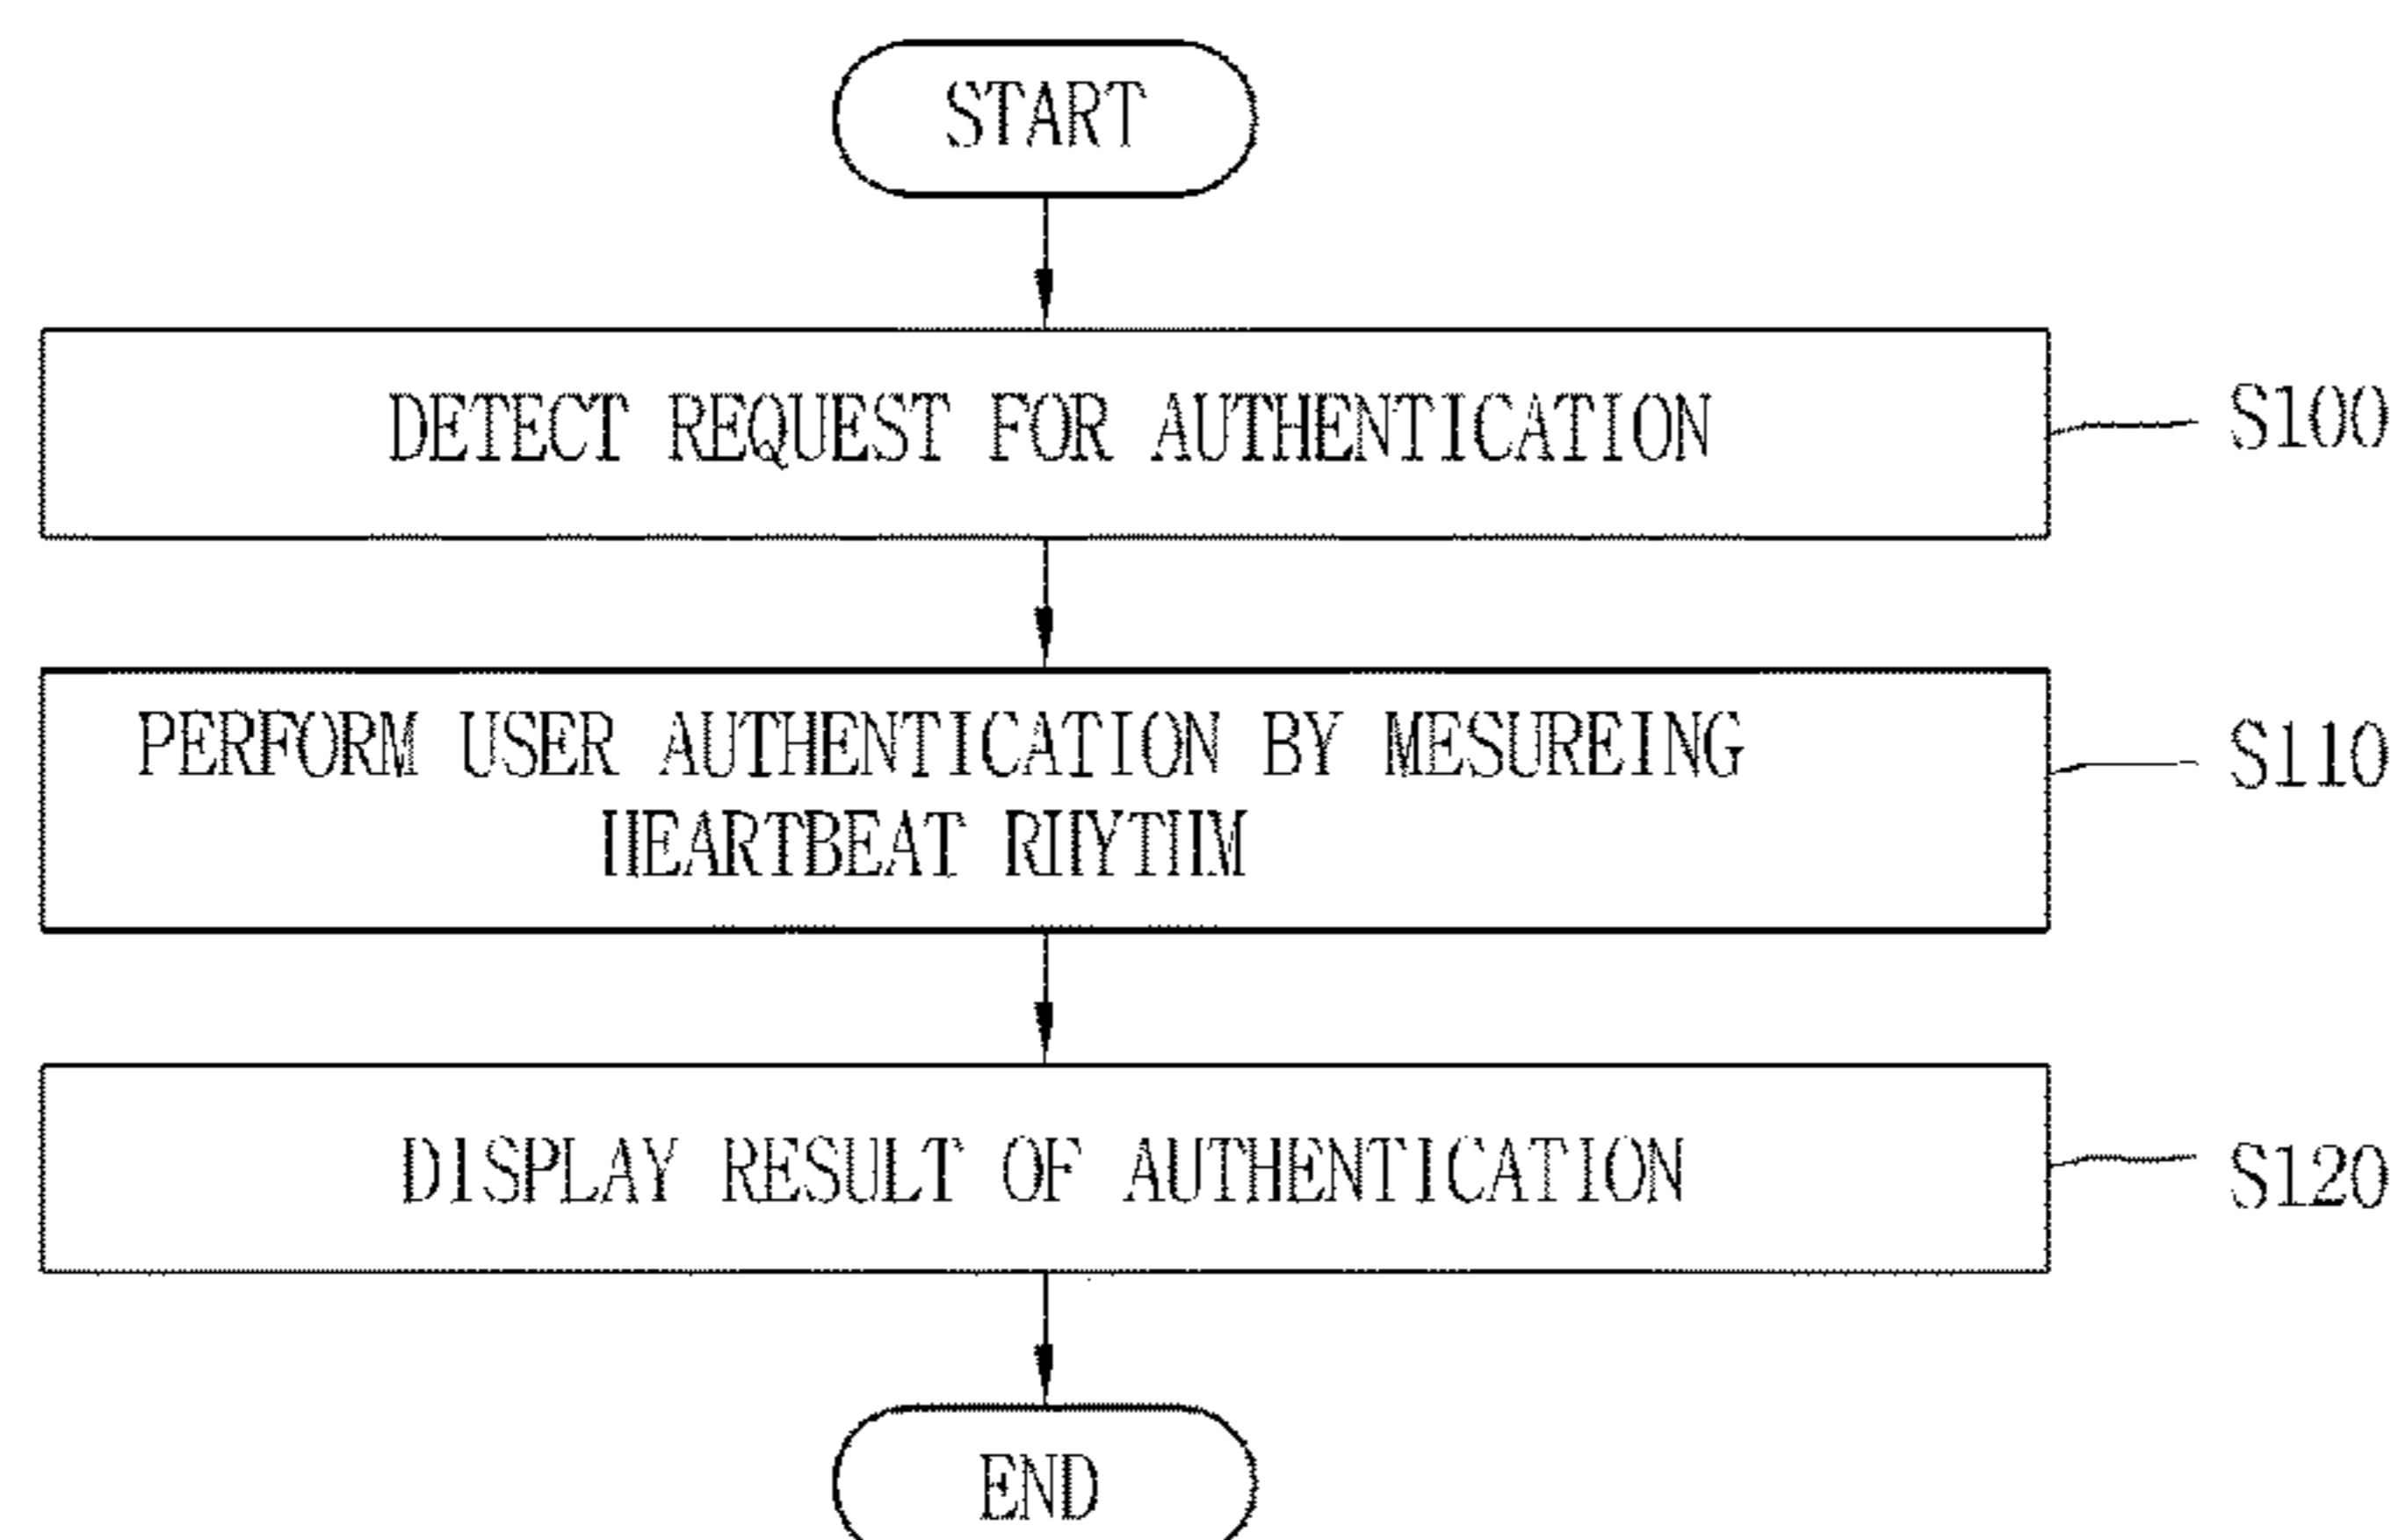 START
DETECT REQUEST FOR AUTHENTICATION
S100
PERFORM USER AUTHENTICATION BY MESUREING
HEARTBEAT RHYTHM
S110
DISPLAY RESULT OF AUTHENTICATION
S120
END